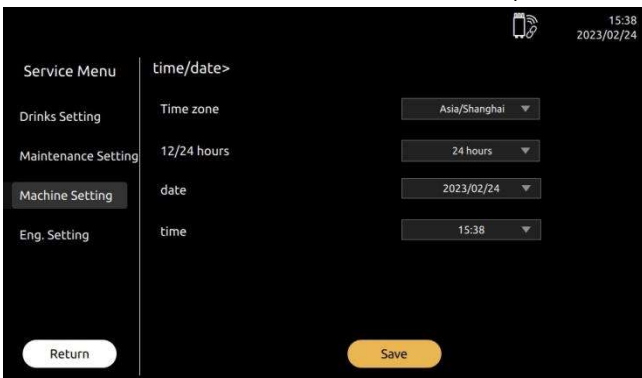 15:38
2023/02/24
Service Menu
time/date>
Drinks Setting
Time zone
Asia/Shanghai
Maintenance Setting
12/24 hours
24 hours
Machine Setting
date
2023/02/24
Eng. Setting
time
15:38
Return
Save